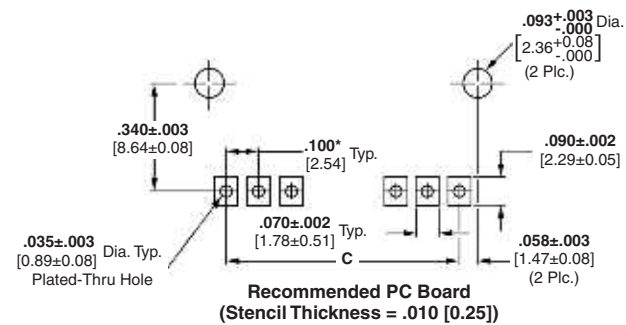 .093+.003 Dia.
-.000
[2.36+0.08]
-.000
(2 Plc.)
.340±.003
[8.64±0.08]
.100* Typ.
[2.54]
.090±.002
[2.29±0.05]
.035±.003 Dia. Typ.
[0.89±0.08]
Plated-Thru Hole
.070±.002 Typ.
[1.78±0.51]
C
.058±.003
[1.47±0.08]
(2 Plc.)
Recommended PC Board
(Stencil Thickness = .010 [0.25])